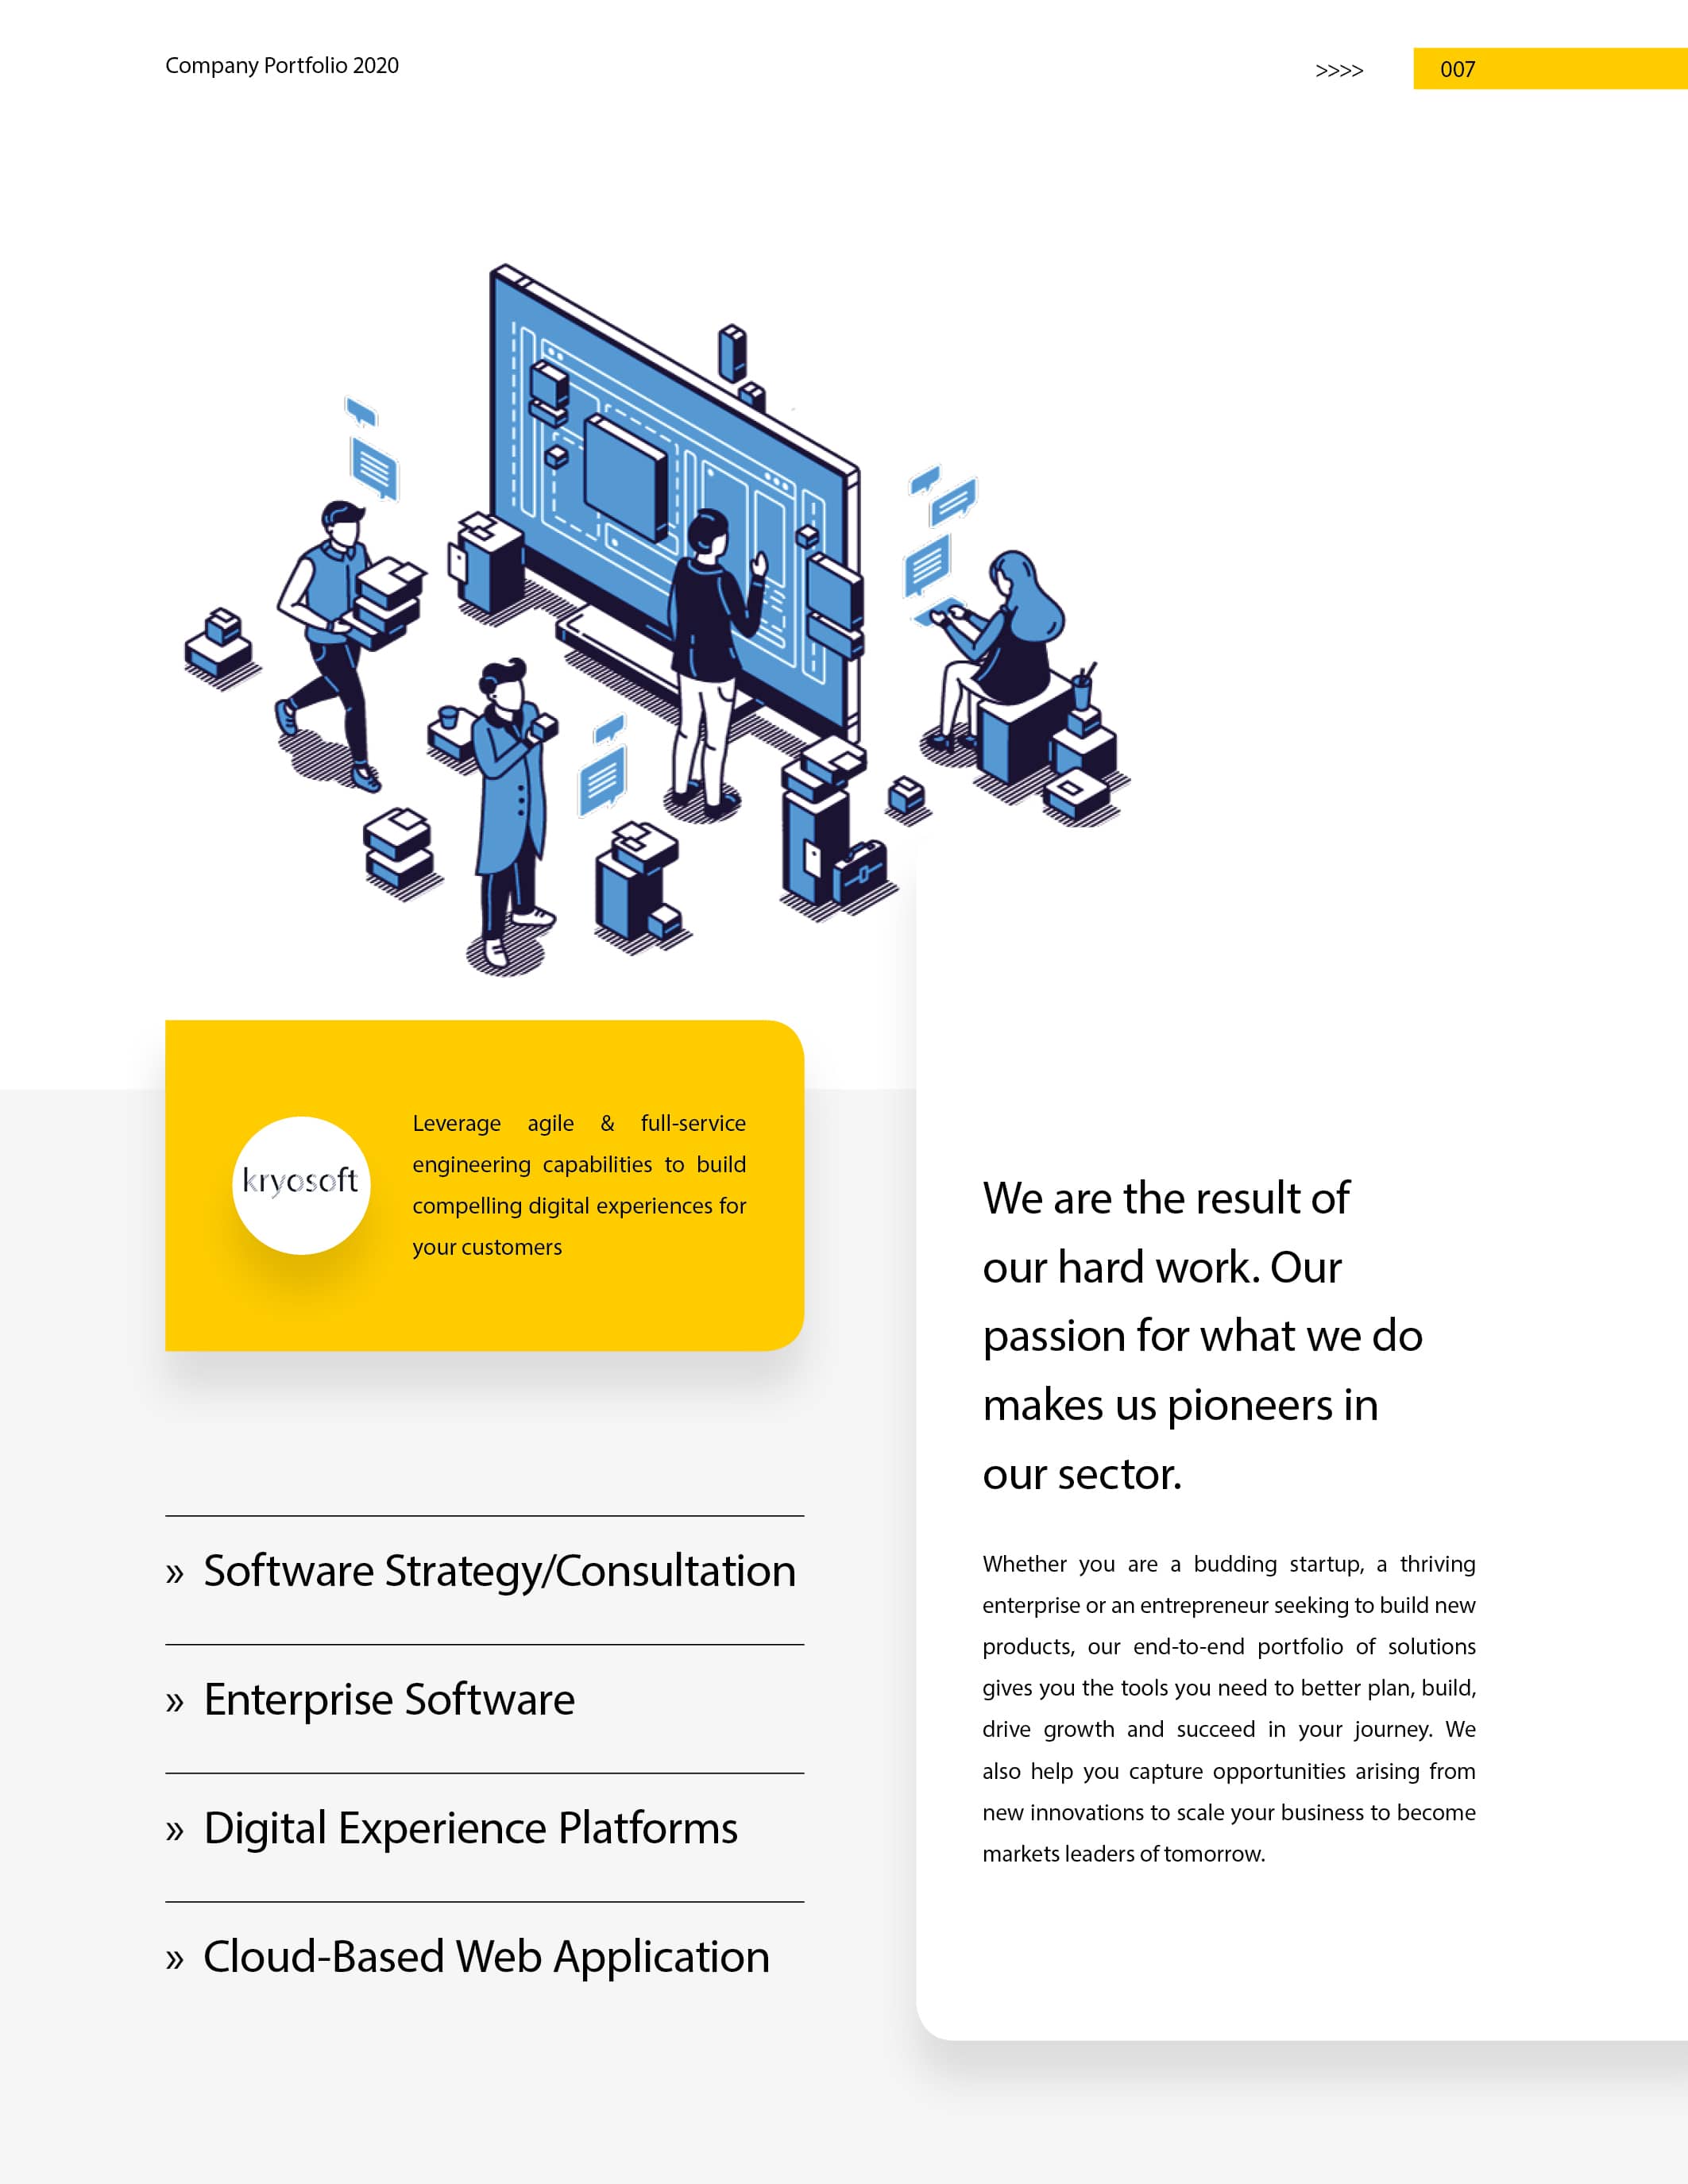 Company Portfolio 2020
>>>> 007
kryosoft
Leverage agile & full-service
engineering capabilities to build
compelling digital experiences for
your customers
» Software Strategy/Consultation
» Enterprise Software
» Digital Experience Platforms
» Cloud-Based Web Application
We are the result of
our hard work. Our
passion for what we do
makes us pioneers in
our sector.
Whether you are a budding startup, a thriving
enterprise or an entrepreneur seeking to build new
products, our end-to-end portfolio of solutions
gives you the tools you need to better plan, build,
drive growth and succeed in your journey. We
also help you capture opportunities arising from
new innovations to scale your business to become
markets leaders of tomorrow.